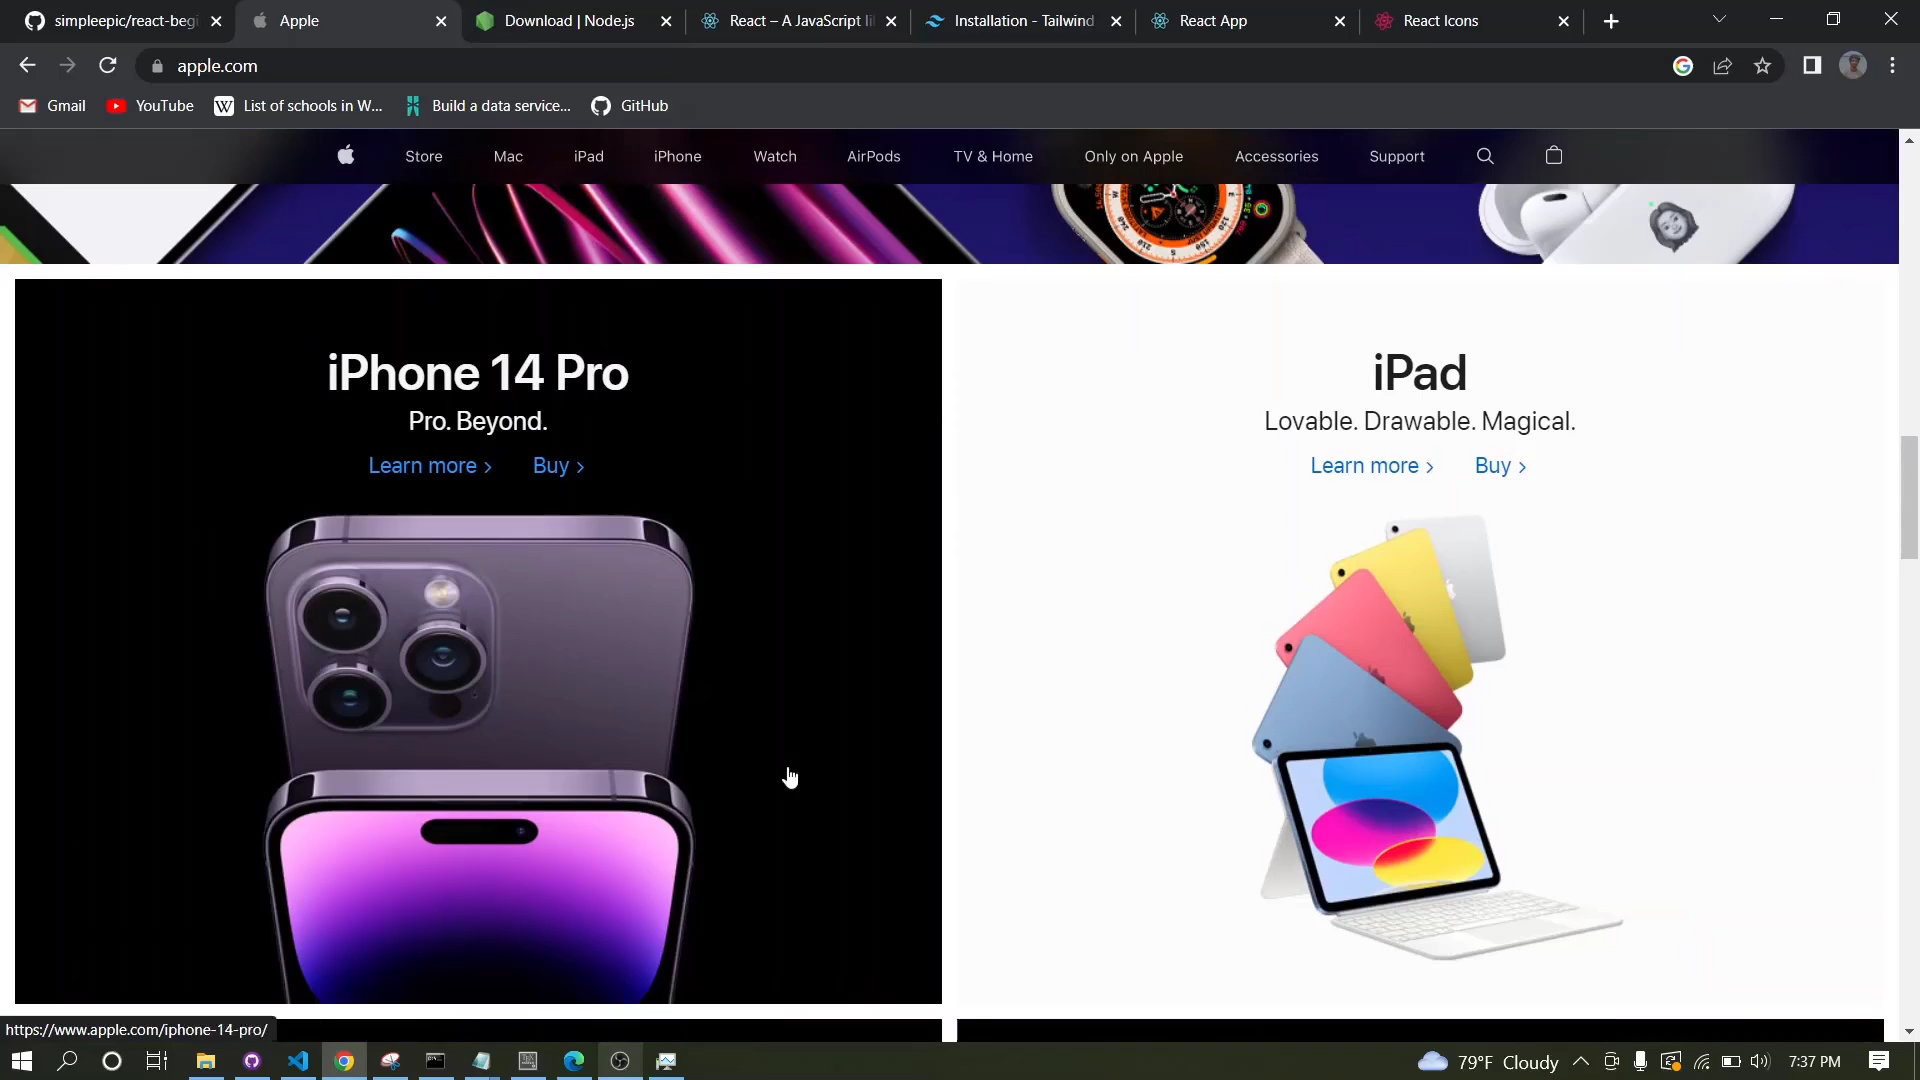 simpleepic/react-begi
Apple
Download | Node.js
React – A JavaScript li
Installation - Tailwind
React App
React Icons
apple.com
Gmail
YouTube
List of schools in W...
Build a data service...
GitHub
Store
Mac
iPad
iPhone
Watch
AirPods
TV & Home
Only on Apple
Accessories
Support
iPhone 14 Pro
Pro. Beyond.
Learn more >
Buy >
iPad
Lovable. Drawable. Magical.
Learn more >
Buy >
https://www.apple.com/iphone-14-pro/
79°F Cloudy
7:37 PM